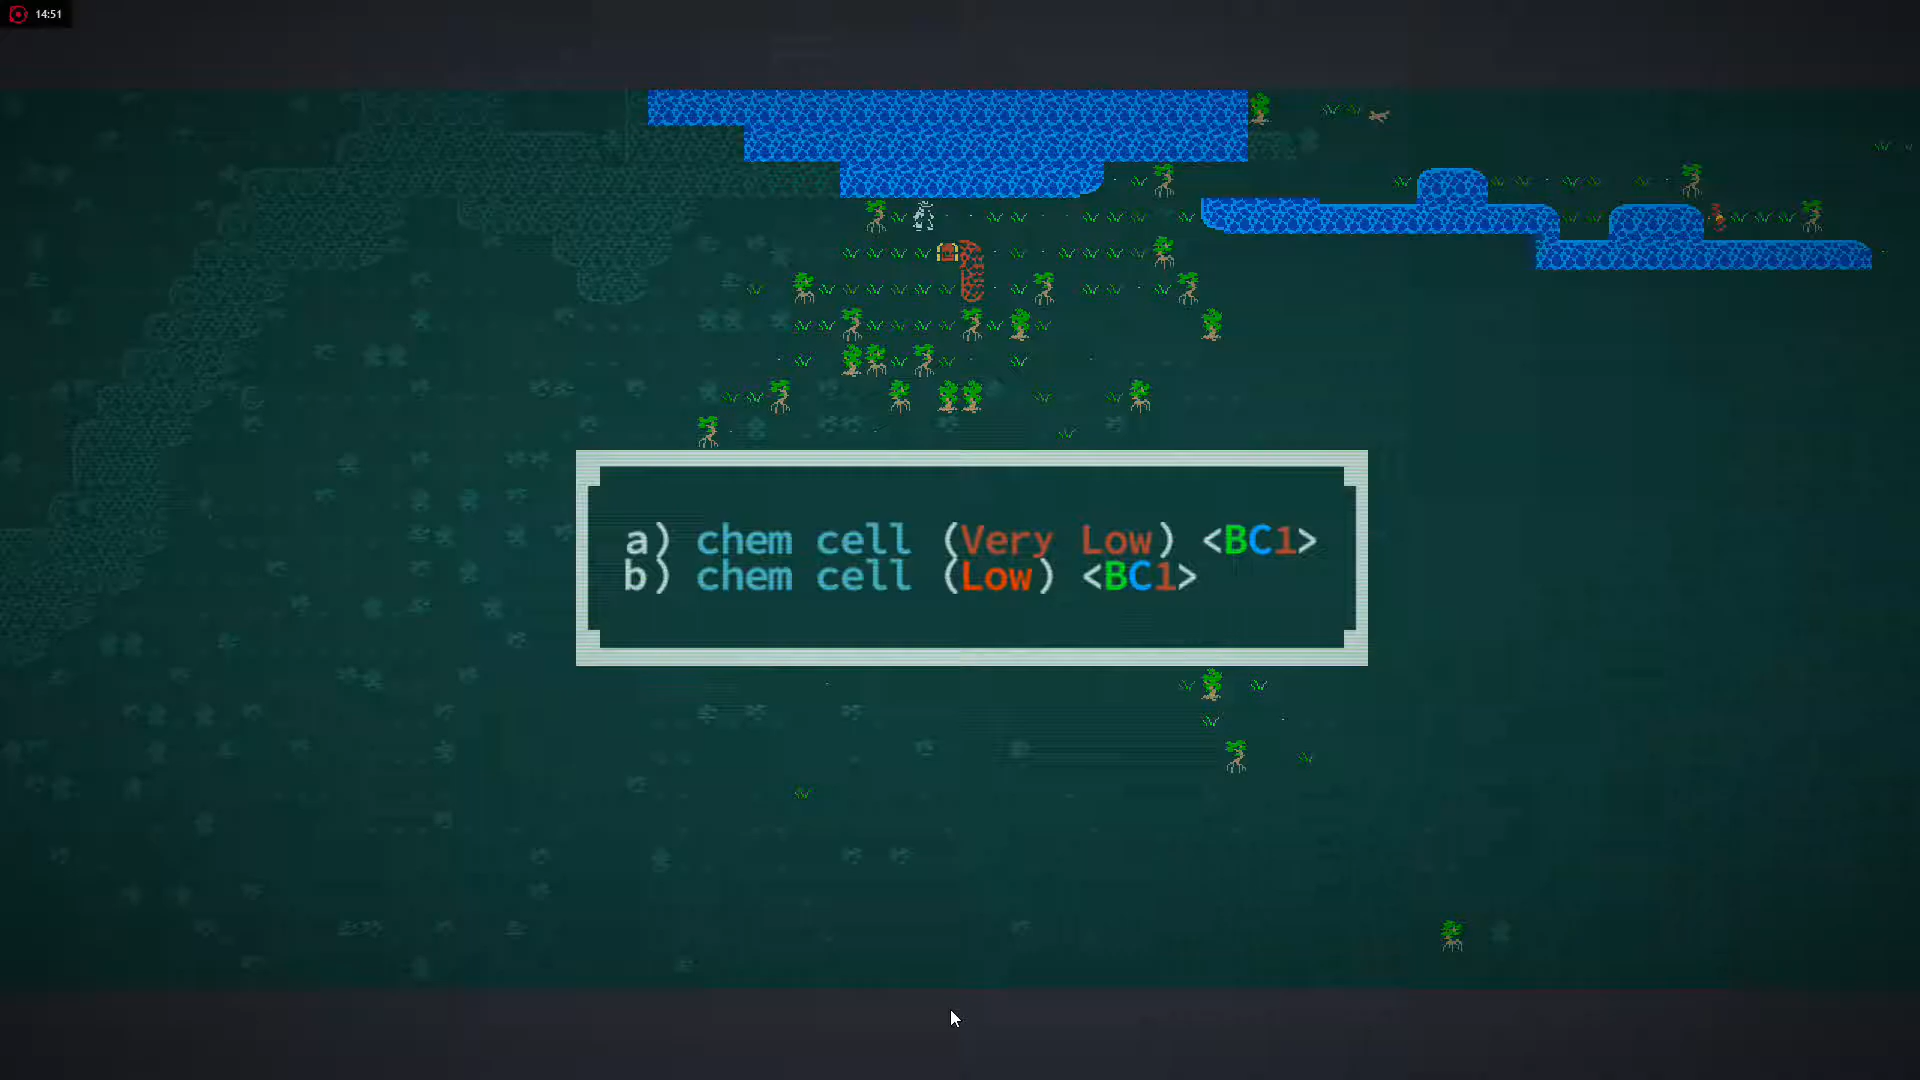 14:51
a) chem cell (Very Low) <BC1>
b) chem cell (Low) <BC1>